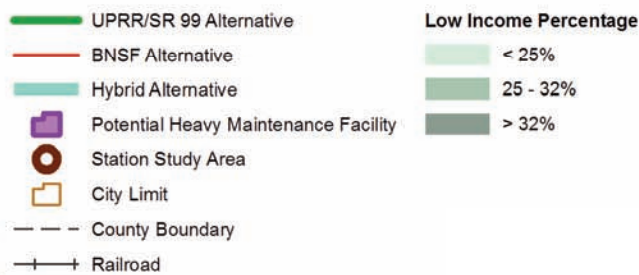 UPRR/SR 99 Alternative
BNSF Alternative
Hybrid Alternative
Potential Heavy Maintenance Facility
Station Study Area
City Limit
County Boundary
Railroad
Low Income Percentage
< 25%
25 - 32%
> 32%